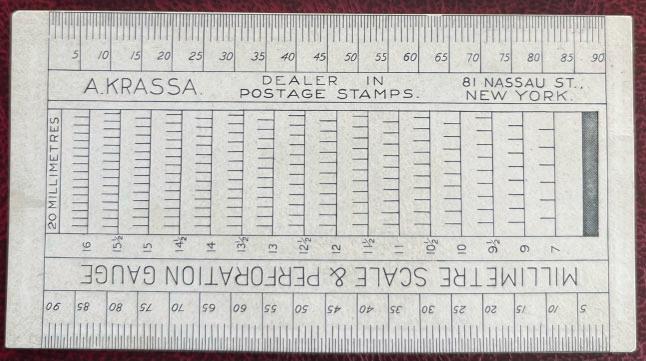 5 10 15 20 25 30 35 40 45 50 55 60 65 70 75 80 85 90
A. KRASSA. DEALER IN POSTAGE STAMPS. 81 NASSAU ST., NEW YORK.
20 MILLIMETRES
16 15½ 15 14½ 14 13½ 13 12½ 12 11½ 11 10½ 10 9½ 9 7
MILLIMETRE SCALE & PERFORATION GAUGE
5 10 15 20 25 30 35 40 45 50 55 60 65 70 75 80 85 90